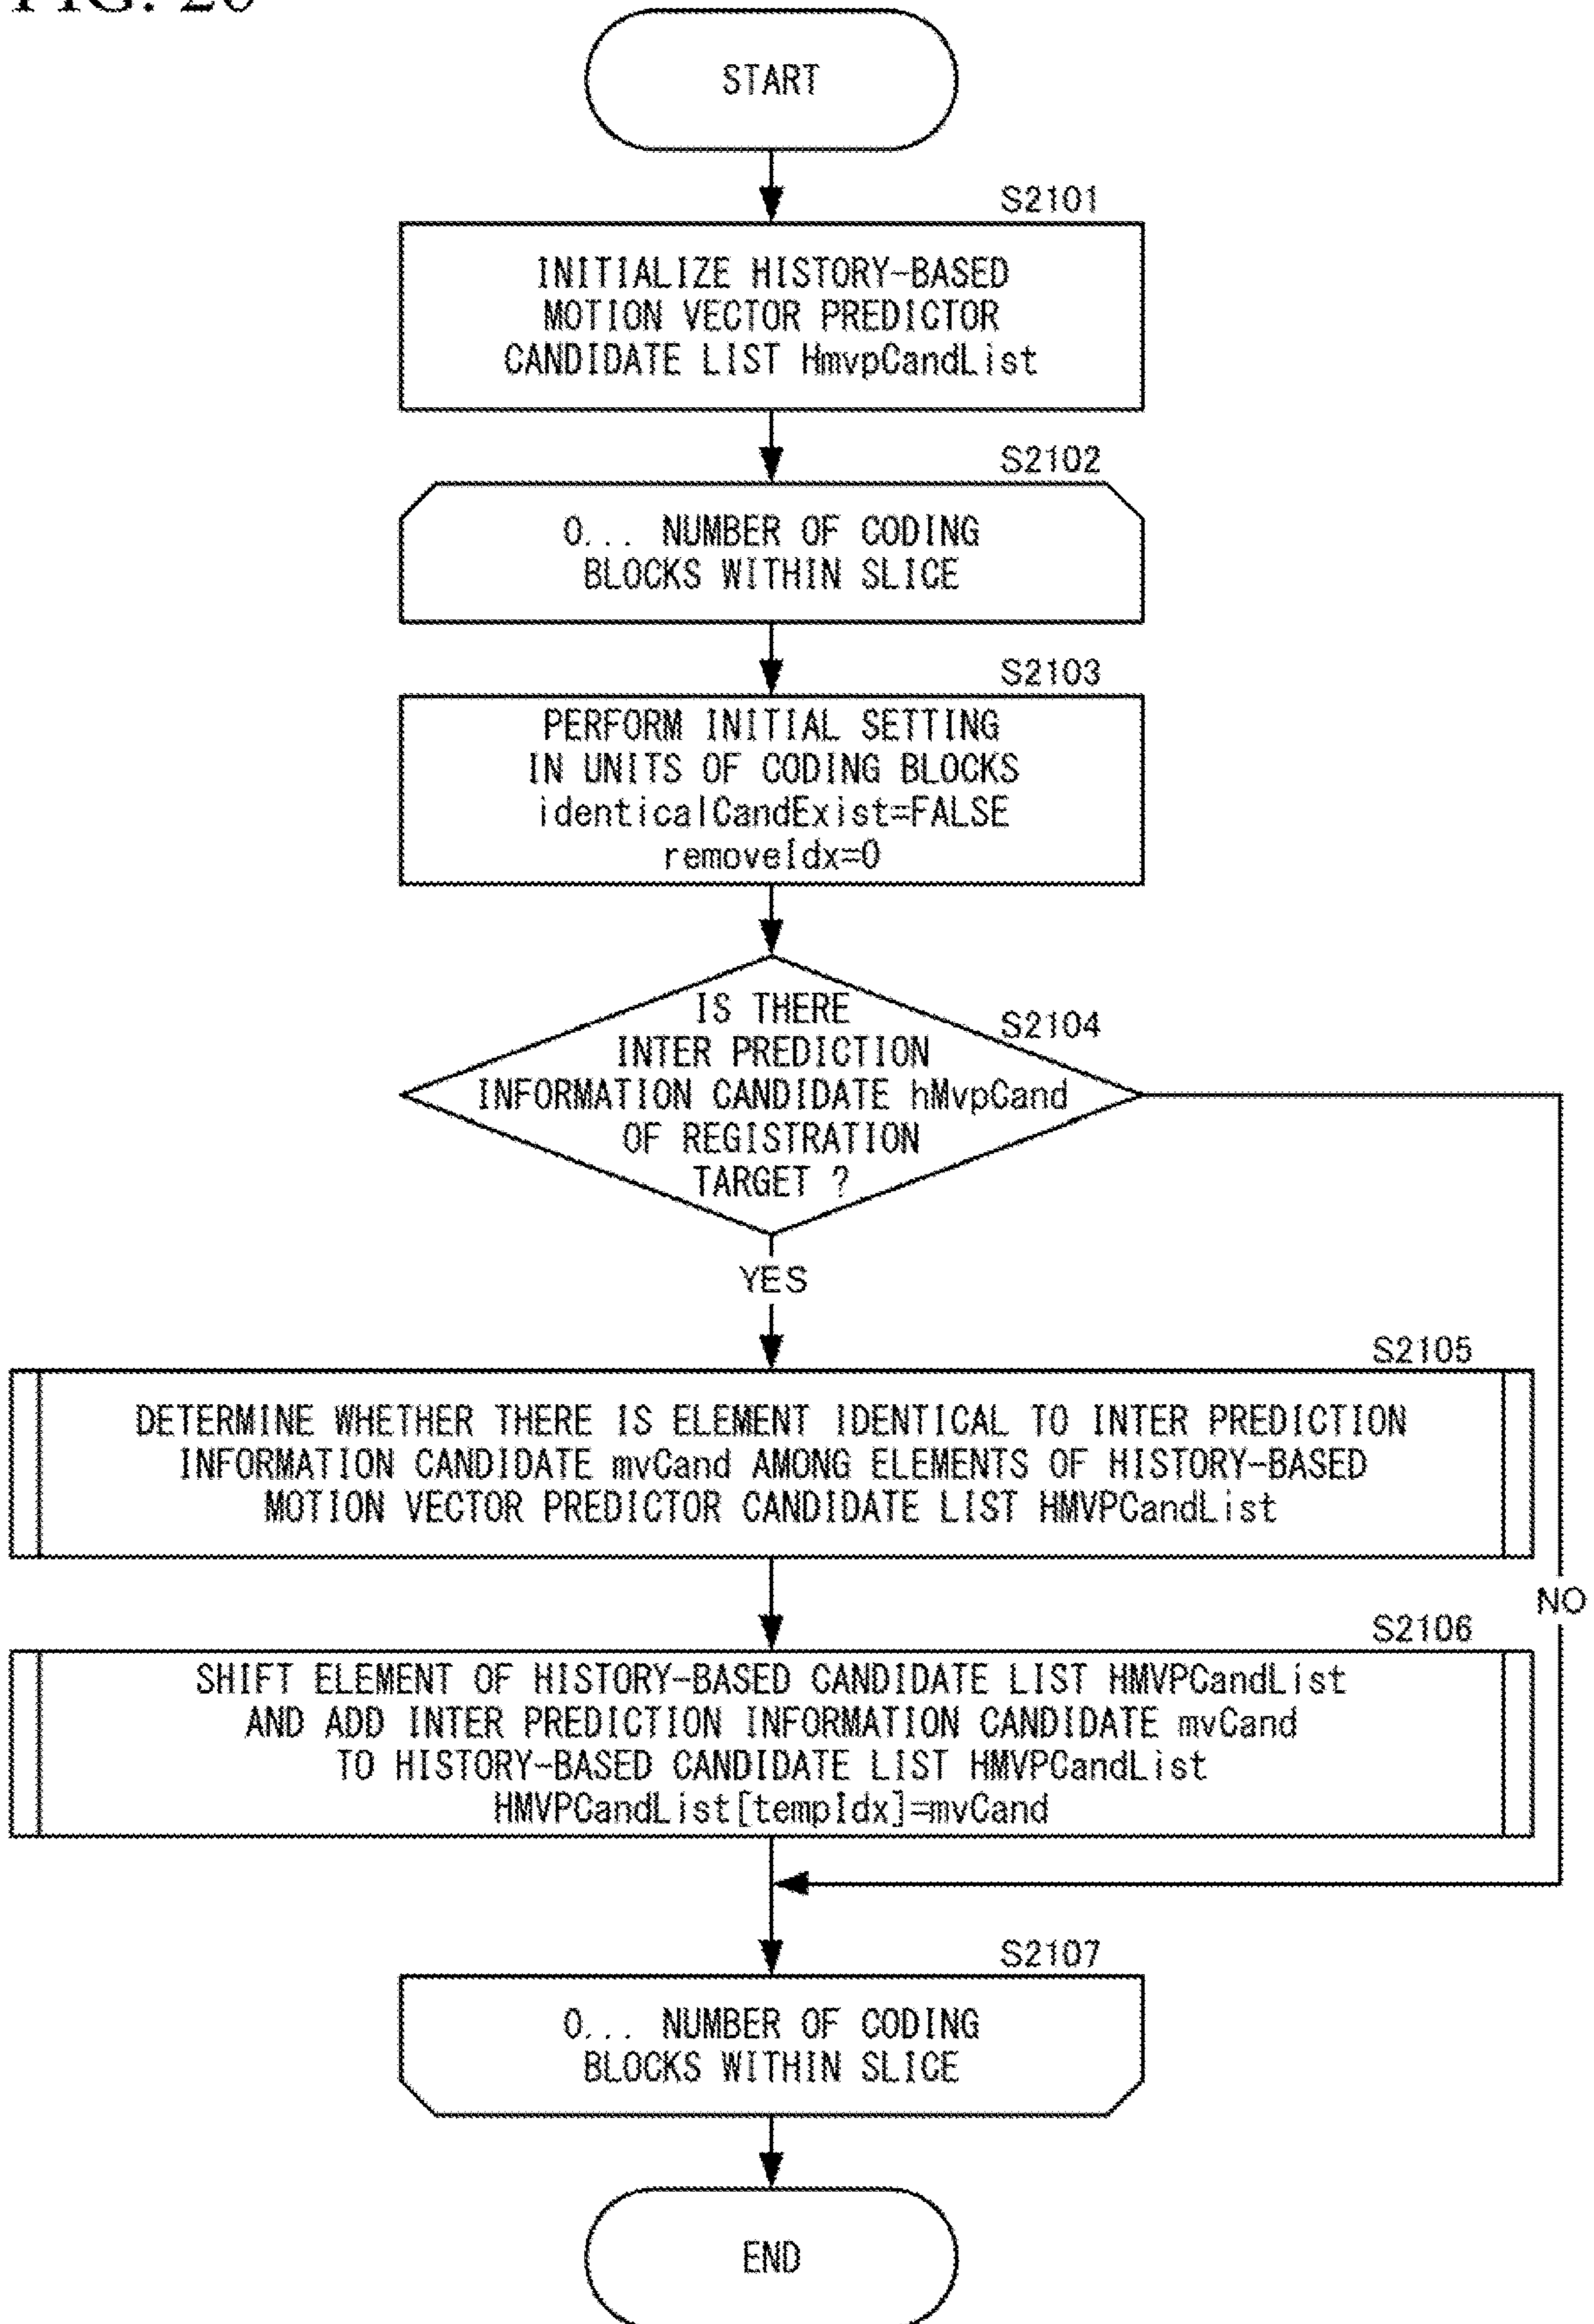 FIG. 20
START
S2101
INITIALIZE HISTORY-BASED
MOTION VECTOR PREDICTOR
CANDIDATE LIST HmvpCandList
S2102
0... NUMBER OF CODING
BLOCKS WITHIN SLICE
S2103
PERFORM INITIAL SETTING
IN UNITS OF CODING BLOCKS
identicalCandExist=FALSE
removeIdx=0
S2104
IS THERE
INTER PREDICTION
INFORMATION CANDIDATE hMvpCand
OF REGISTRATION
TARGET ?
YES
S2105
DETERMINE WHETHER THERE IS ELEMENT IDENTICAL TO INTER PREDICTION
INFORMATION CANDIDATE mvCand AMONG ELEMENTS OF HISTORY-BASED
MOTION VECTOR PREDICTOR CANDIDATE LIST HMVPCandList
NO
S2106
SHIFT ELEMENT OF HISTORY-BASED CANDIDATE LIST HMVPCandList
AND ADD INTER PREDICTION INFORMATION CANDIDATE mvCand
TO HISTORY-BASED CANDIDATE LIST HMVPCandList
HMVPCandList[tempIdx]=mvCand
S2107
0... NUMBER OF CODING
BLOCKS WITHIN SLICE
END